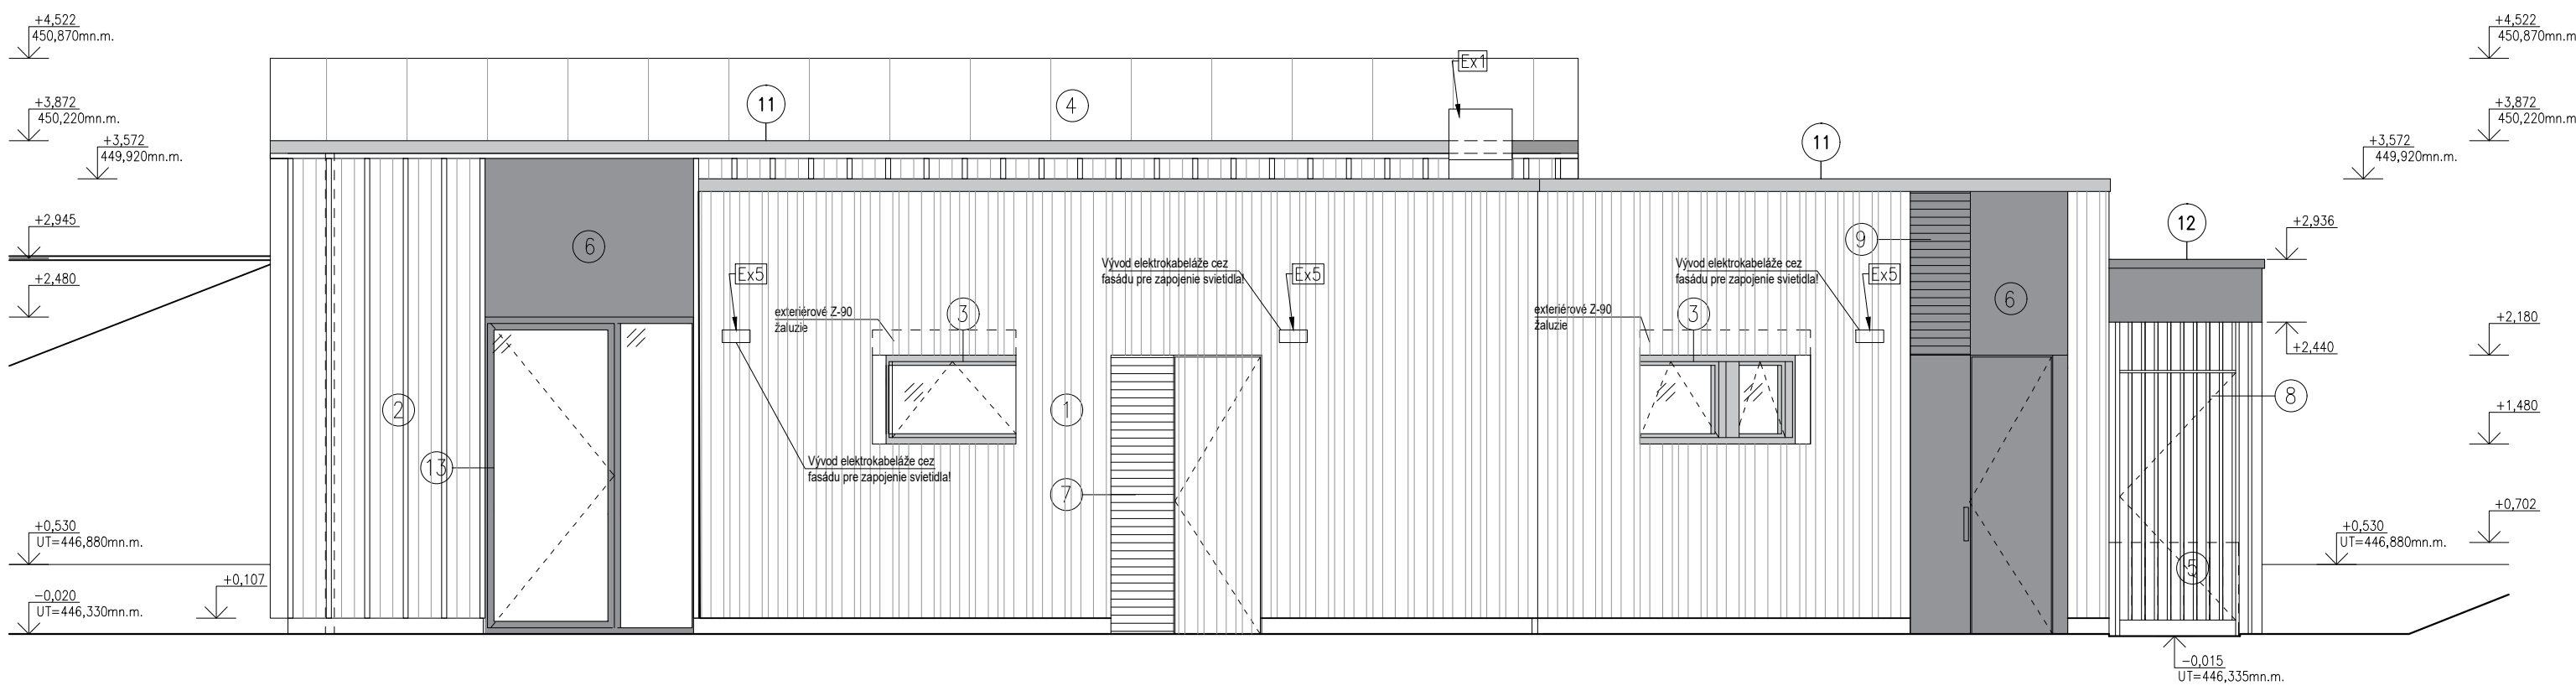 +4,522
450,870mn.m.
+3,872
450,220mn.m.
+3,572
449,920mn.m.
+2,945
+2,480
+0,530
UT=446,880mn.m.
+0,107
-0,020
UT=446,330mn.m.
11
4
Ex1
11
6
Ex5
exteriérové Z-90
žaluzie
3
Vývod elektrokabeláže cez
fasádu pre zapojenie svietidla!
Ex5
Vývod elektrokabeláže cez
fasádu pre zapojenie svietidla!
Ex5
exteriérové Z-90
žaluzie
3
9
6
12
2
13
Vývod elektrokabeláže cez
fasádu pre zapojenie svietidla!
1
7
8
5
+4,522
450,870mn.m
+3,872
450,220mn.m.
+3,572
449,920mn.m.
+2,936
+2,180
+2,440
+1,480
+0,702
+0,530
UT=446,880mn.m.
-0,015
UT=446,335mn.m.